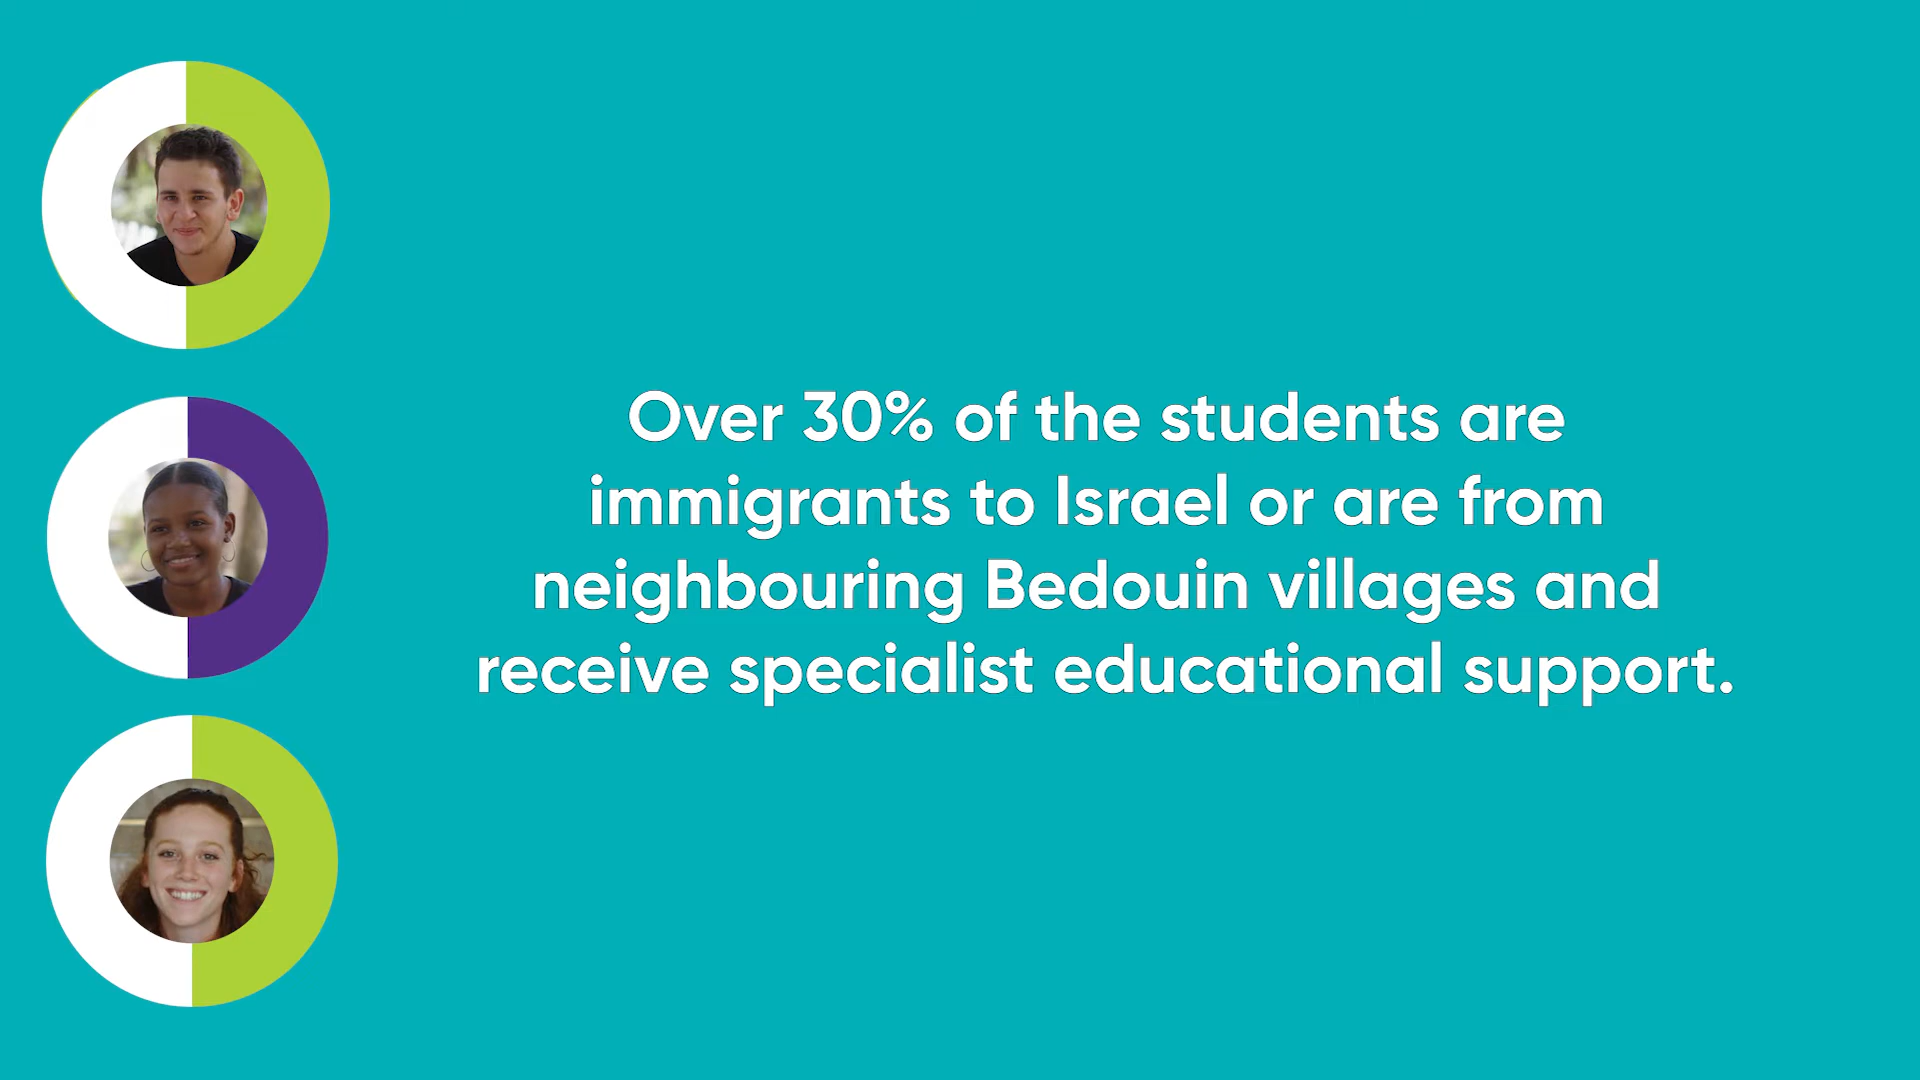 Over 30% of the students are
immigrants to Israel or are from
neighbouring Bedouin villages and
receive specialist educational support.